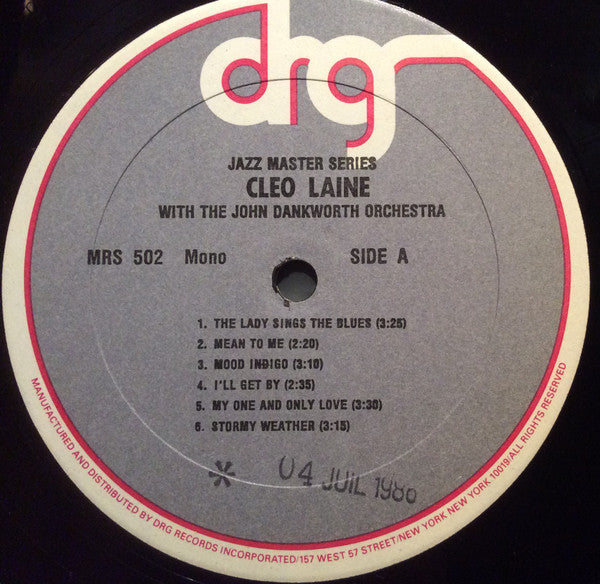 drg
JAZZ MASTER SERIES
CLEO LAINE
WITH THE JOHN DANKWORTH ORCHESTRA
MRS 502 Mono SIDE A
1. THE LADY SINGS THE BLUES (3:25)
2. MEAN TO ME (2:20)
3. MOOD INDIGO (3:10)
4. I'LL GET BY (2:35)
5. MY ONE AND ONLY LOVE (3:30)
6. STORMY WEATHER (3:15)
* 04 JUIL 1986
MANUFACTURED AND DISTRIBUTED BY DRG RECORDS INCORPORATED/157 WEST 57 STREET/NEW YORK, NEW YORK 10019/ALL RIGHTS RESERVED